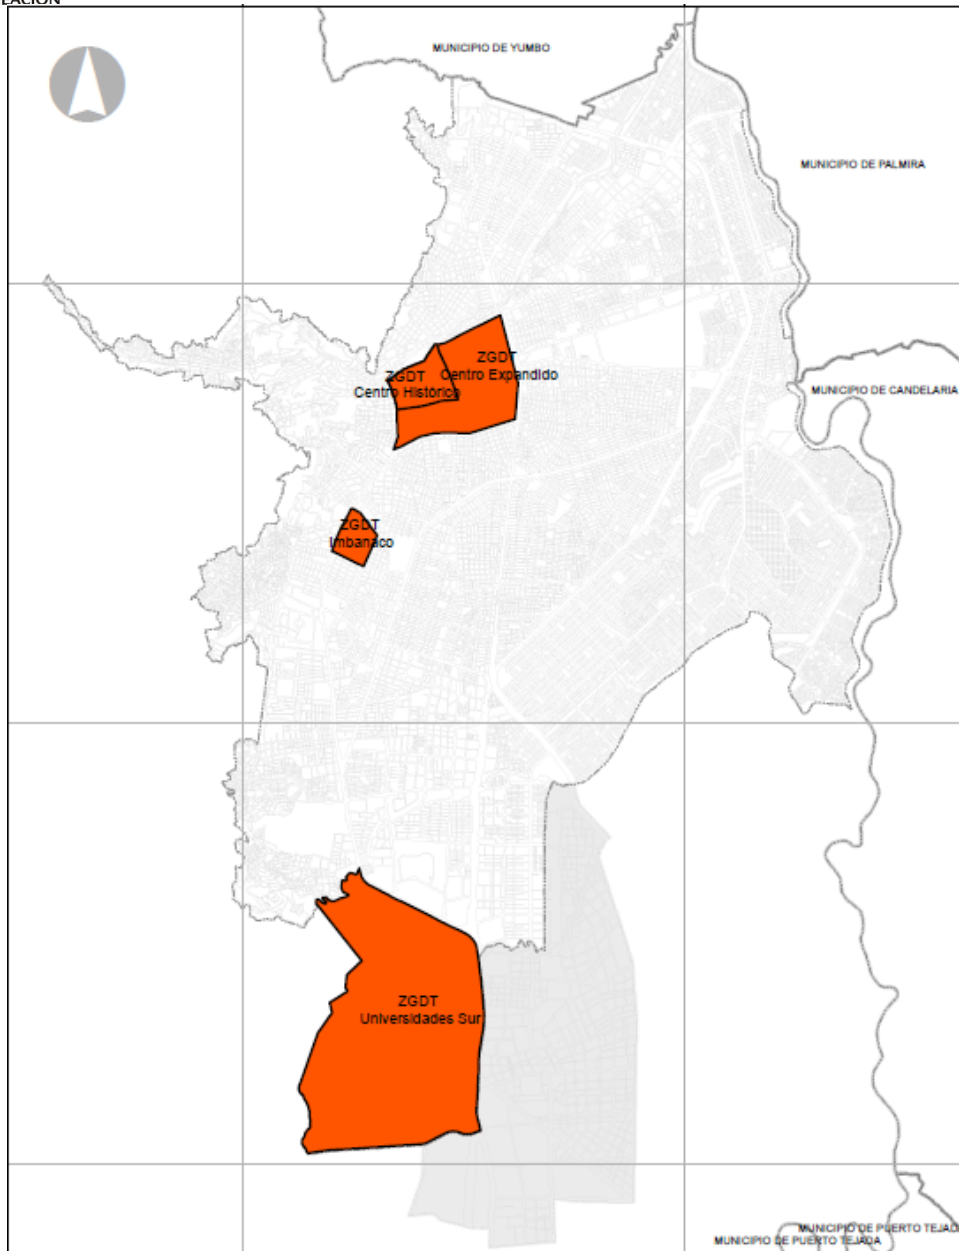 MUNICIPIO DE YUMBO
MUNICIPIO DE PALMIRA
ZGDT
Centro Expandido
ZGDT
Centro Histórico
MUNICIPIO DE CANDELARIA
ZGDT
Imbanaco
ZGDT
Universidades Sur
MUNICIPIO DE PUERTO TEJAD
MUNICIPIO DE PUERTO TEJADA